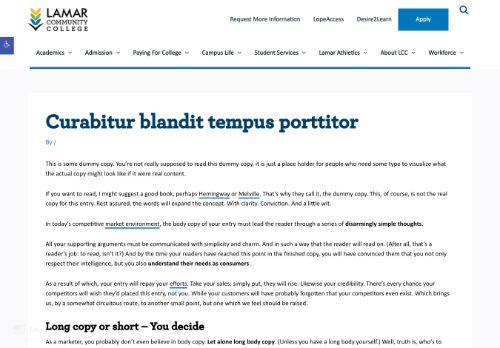 LAMAR
COMMUNITY
COLLEGE
Request More Information LopeAccess Desire2Learn Apply
Academics Admission Paying For College Campus Life Student Services Lamar Athletics About LCC Workforce
Curabitur blandit tempus porttitor
By /
This is some dummy copy. You're not really supposed to read this dummy copy, it is just a place holder for people who need some type to visualize what
the actual copy might look like if it were real content.
If you want to read, I might suggest a good book, perhaps Hemingway or Melville. That's why they call it, the dummy copy. This, of course, is not the real
copy for this entry. Rest assured, the words will expand the concept. With clarity. Conviction. And a little wit.
In today's competitive market environment, the body copy of your entry must lead the reader through a series of disarmingly simple thoughts.
All your supporting arguments must be communicated with simplicity and charm. And in such a way that the reader will read on. (After all, that's a
reader's job: to read, isn't it?) And by the time your readers have reached this point in the finished copy, you will have convinced them that you not only
respect their intelligence, but you also understand their needs as consumers.
As a result of which, your entry will repay your efforts. Take your sales; simply put, they will rise. Likewise your credibility. There's every chance your
competitors will wish they'd placed this entry, not you. While your customers will have probably forgotten that your competitors even exist. Which brings
us, by a somewhat circuitous route, to another small point, but one which we feel should be raised.
Long copy or short – You decide
As a marketer, you probably don't even believe in body copy. Let alone long body copy. (Unless you have a long body yourself.) Well, truth is, who's to